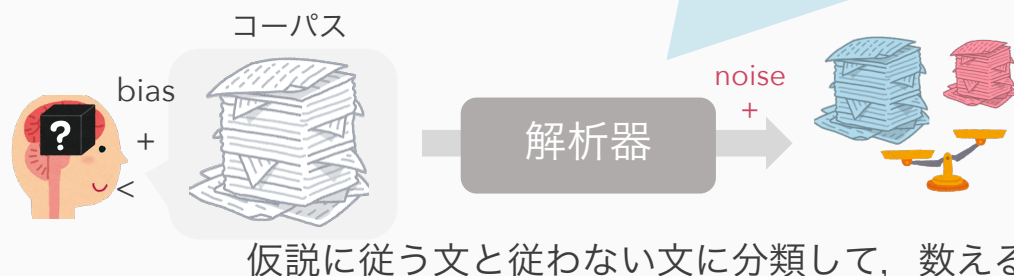 コーパス
bias
+
?
<
解析器
noise
+
仮説に従う文と従わない文に分類して，数える